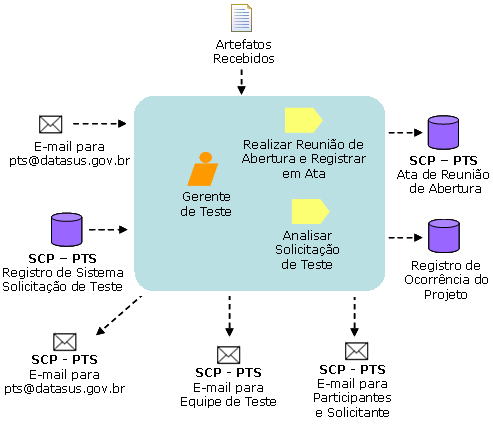 Artefatos
Recebidos
E-mail para
pts@datasus.gov.br
Realizar Reunião de
Abertura e Registrar
em Ata
Gerente
de Teste
SCP – PTS
Ata de Reunião
de Abertura
SCP – PTS
Registro de Sistema
Solicitação de Teste
Analisar
Solicitação
de Teste
Registro de
Ocorrência do
Projeto
SCP - PTS
E-mail para
pts@datasus.gov.br
SCP - PTS
E-mail para
Equipe de Teste
SCP - PTS
E-mail para
Participantes
e Solicitante